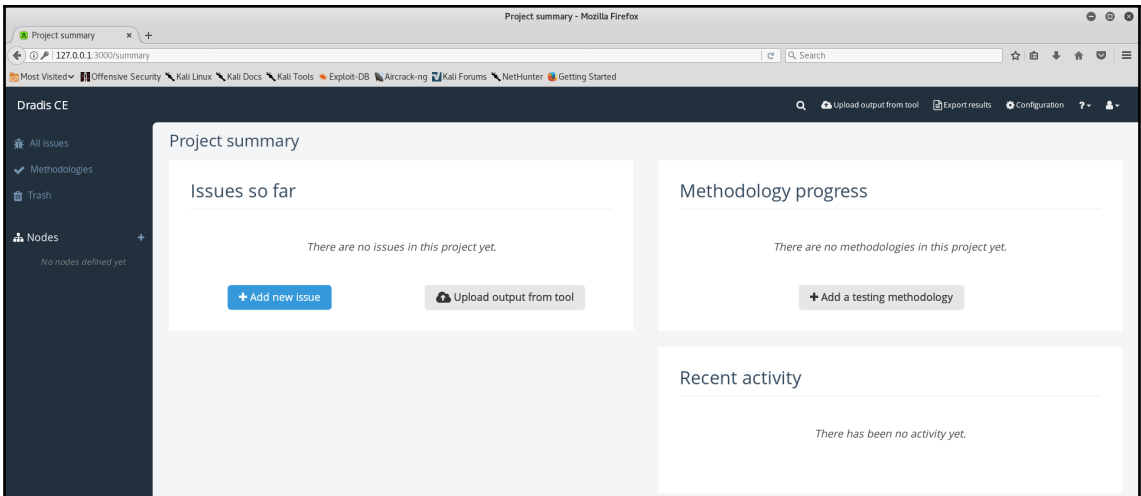 Project summary - Mozilla Firefox
Project summary × +
127.0.0.1:3000/summary Search
Most Visited Offensive Security Kali Linux Kali Docs Kali Tools Exploit-DB Aircrack-ng Kali Forums NetHunter Getting Started
Dradis CE Upload output from tool Export results Configuration ?
All issues
Methodologies
Trash
Nodes +
No nodes defined yet
Project summary
Issues so far
There are no issues in this project yet.
+ Add new issue Upload output from tool
Methodology progress
There are no methodologies in this project yet.
+ Add a testing methodology
Recent activity
There has been no activity yet.